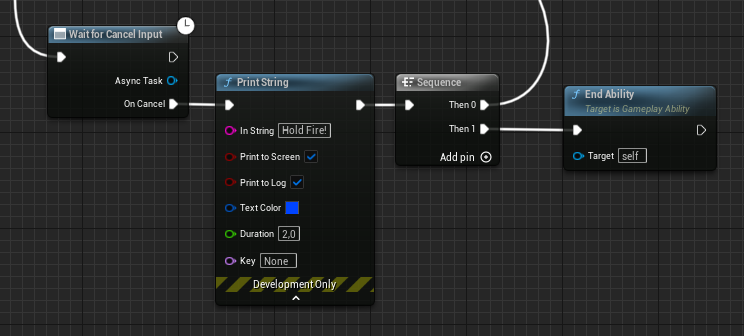 Wait for Cancel Input
Async Task
On Cancel
Print String
In String Hold Fire!
Print to Screen
Print to Log
Text Color
Duration 2,0
Key None
Development Only
Sequence
Then 0
Then 1
Add pin
End Ability
Target is Gameplay Ability
Target self